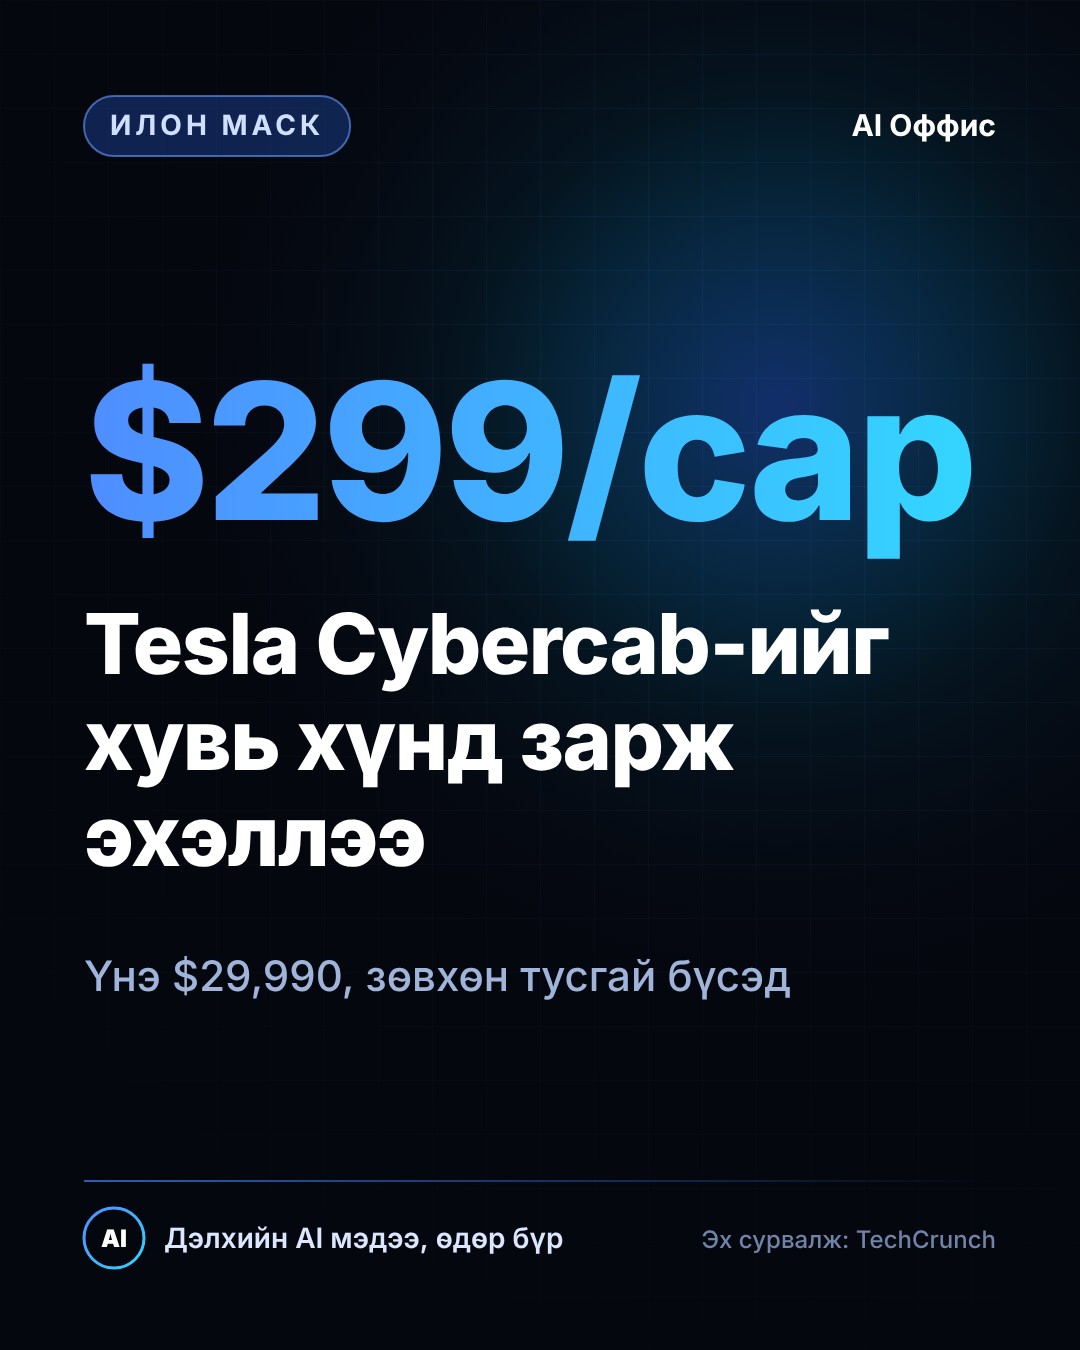 ИЛОН МАСК
AI Оффис
$299/сар
Tesla Cybercab-ийг
хувь хүнд зарж
эхэллээ
Үнэ $29,990, зөвхөн тусгай бүсэд
AI
Дэлхийн AI мэдээ, өдөр бүр
Эх сурвалж: TechCrunch